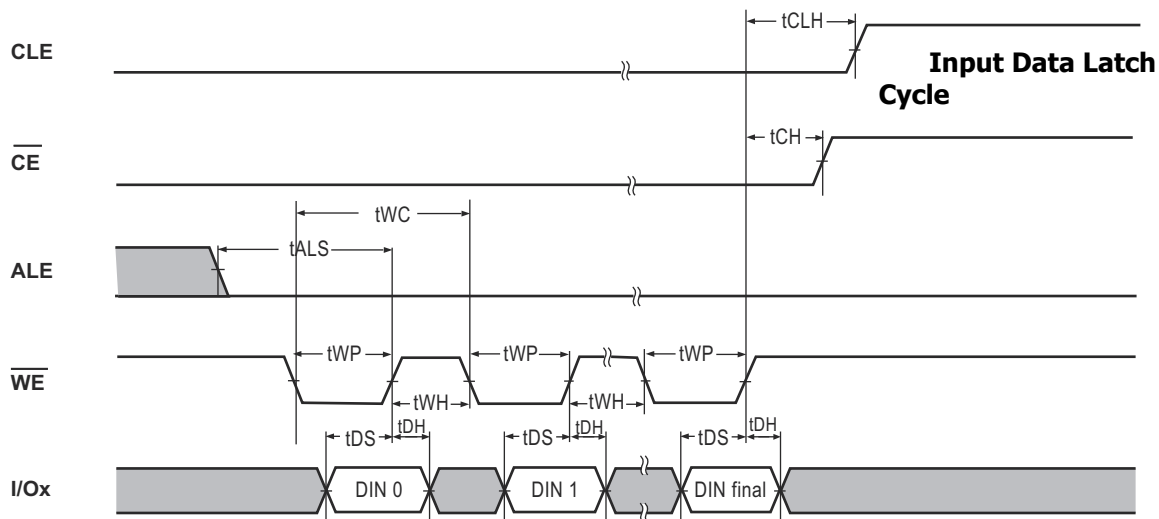 tCLH
CLE
Input Data Latch
Cycle
tCH
CE
tWC
tALS
ALE
tWP
tWP
tWP
WE
tWH
tWH
tDS
tDH
tDS
tDH
tDS
tDH
I/Ox
DIN 0
DIN 1
DIN final